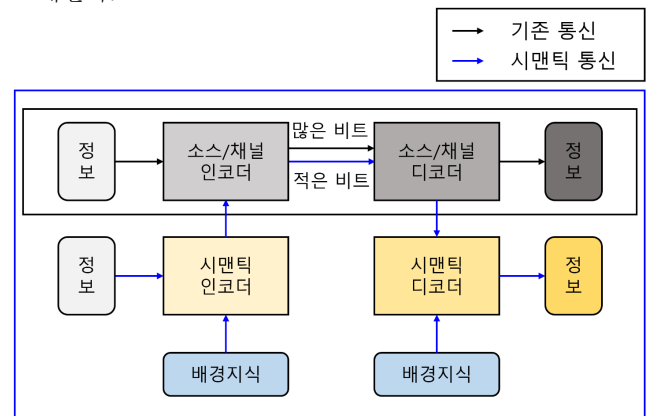 기존 통신
시맨틱 통신
정
보
소스/채널
인코더
많은 비트
적은 비트
소스/채널
디코더
정
보
정
보
시맨틱
인코더
시맨틱
디코더
정
보
배경지식
배경지식